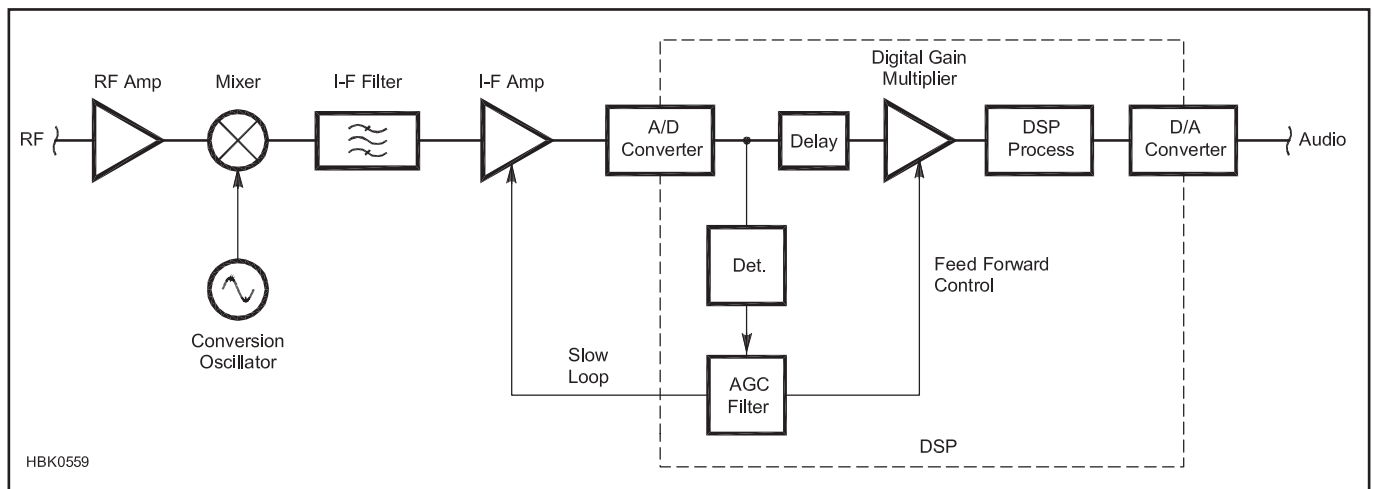 RF Amp
Mixer
I-F Filter
I-F Amp
Digital Gain
Multiplier
RF
A/D
Converter
Delay
DSP
Process
D/A
Converter
Audio
Det.
Feed Forward
Control
Conversion
Oscillator
Slow
Loop
AGC
Filter
DSP
HBK0559